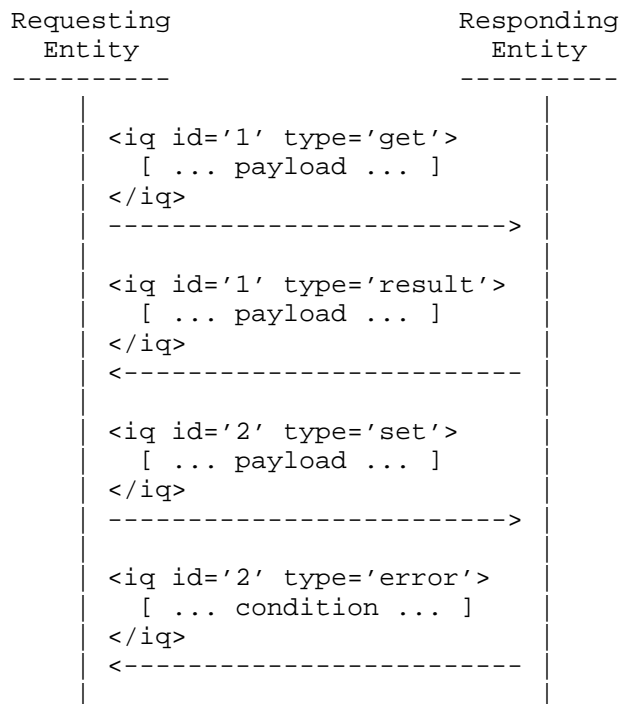 Requesting                  Responding
  Entity                      Entity
----------                  ----------
    |                            |
    | <iq id='1' type='get'>     |
    |   [ ... payload ... ]      |
    | </iq>                      |
    | -------------------------> |
    |                            |
    | <iq id='1' type='result'>  |
    |   [ ... payload ... ]      |
    | </iq>                      |
    | <------------------------- |
    |                            |
    | <iq id='2' type='set'>     |
    |   [ ... payload ... ]      |
    | </iq>                      |
    | -------------------------> |
    |                            |
    | <iq id='2' type='error'>   |
    |   [ ... condition ... ]    |
    | </iq>                      |
    | <------------------------- |
    |                            |